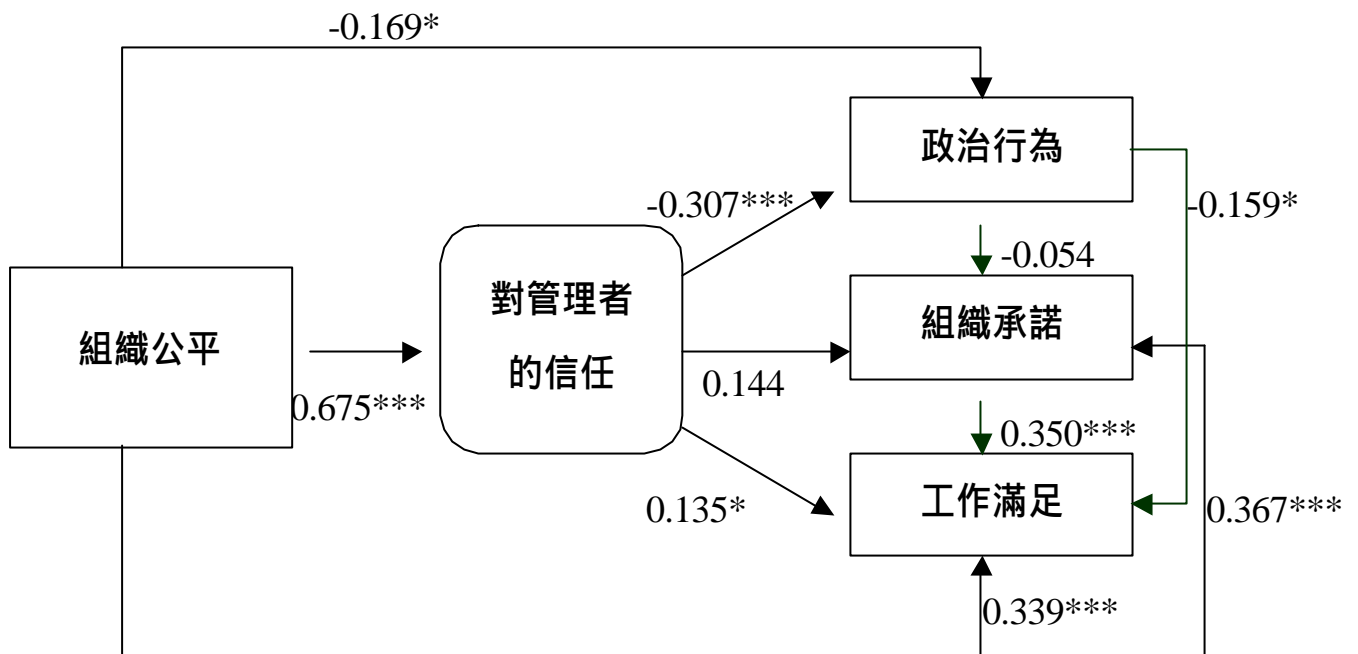 -0.169*
政治行為
-0.307***
-0.159*
-0.054
對管理者
的信任
組織公平
組織承諾
0.675***
0.144
0.350***
工作滿足
0.135*
0.367***
0.339***